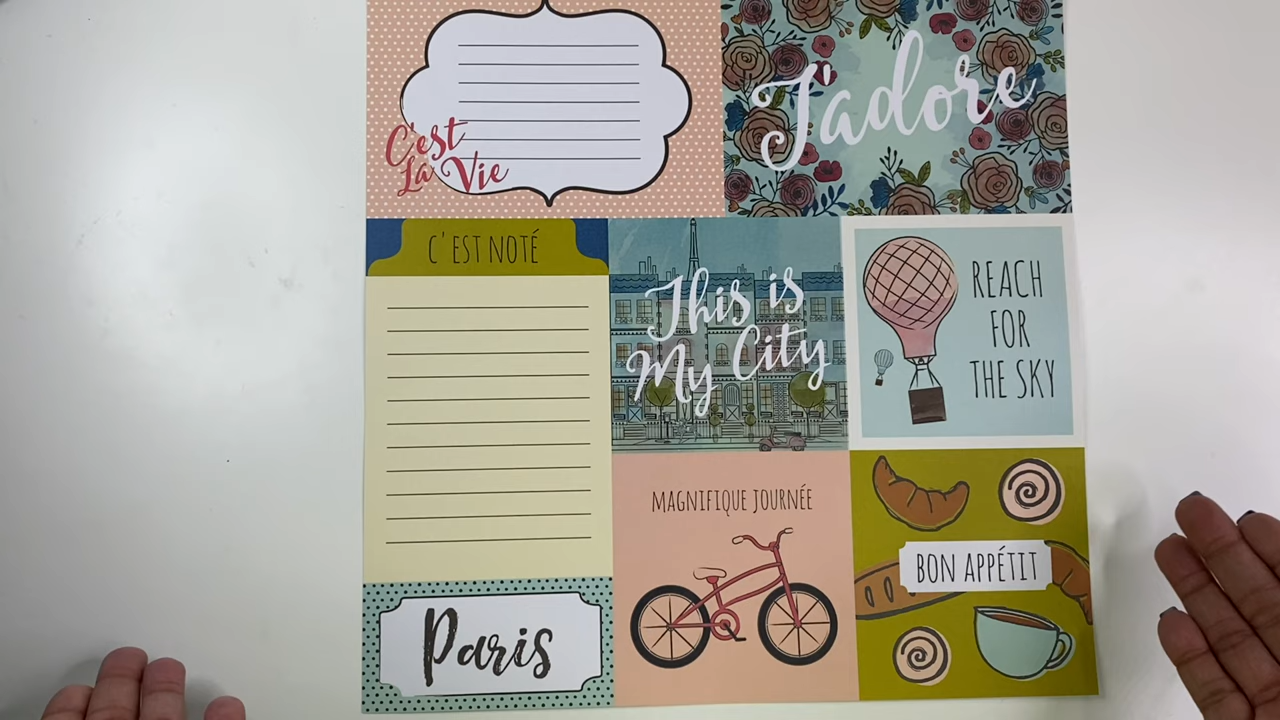 C'est
La Vie
J'adore
C'EST NOTÉ
This is
My City
REACH
FOR
THE SKY
MAGNIFIQUE JOURNÉE
BON APPÉTIT
Paris